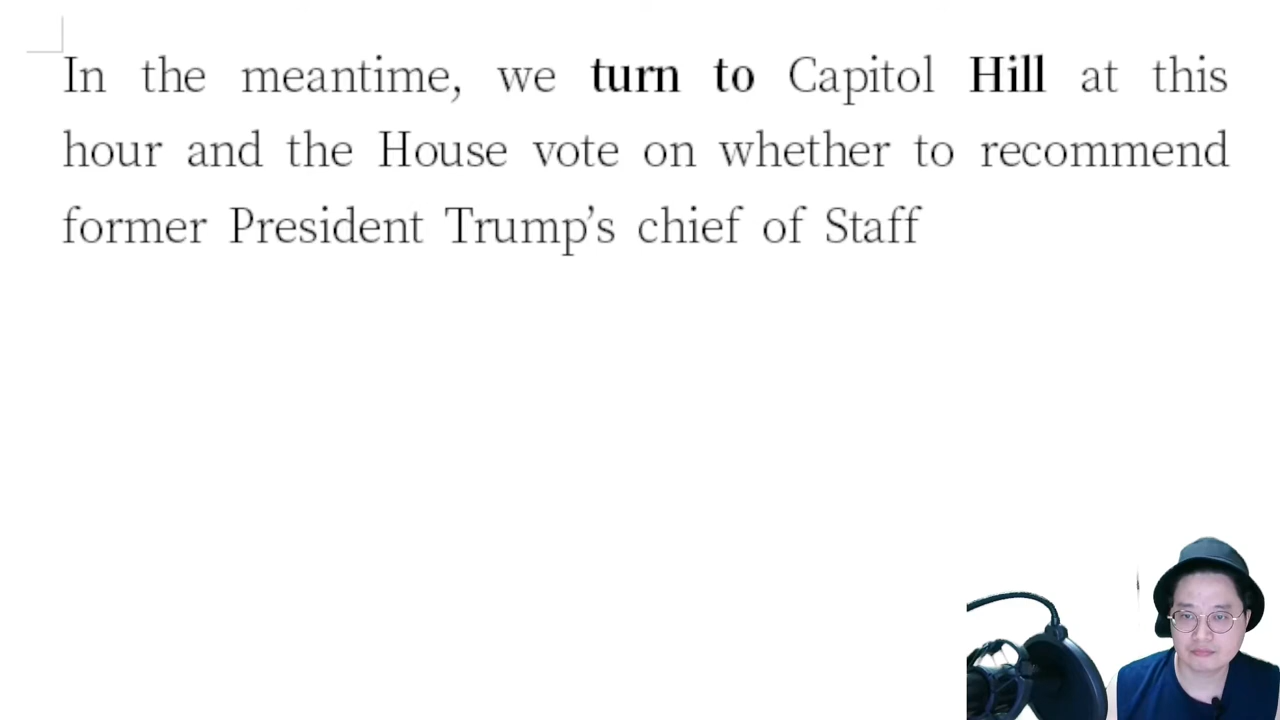 In the meantime, we turn to Capitol Hill at this
hour and the House vote on whether to recommend
former President Trump’s chief of Staff